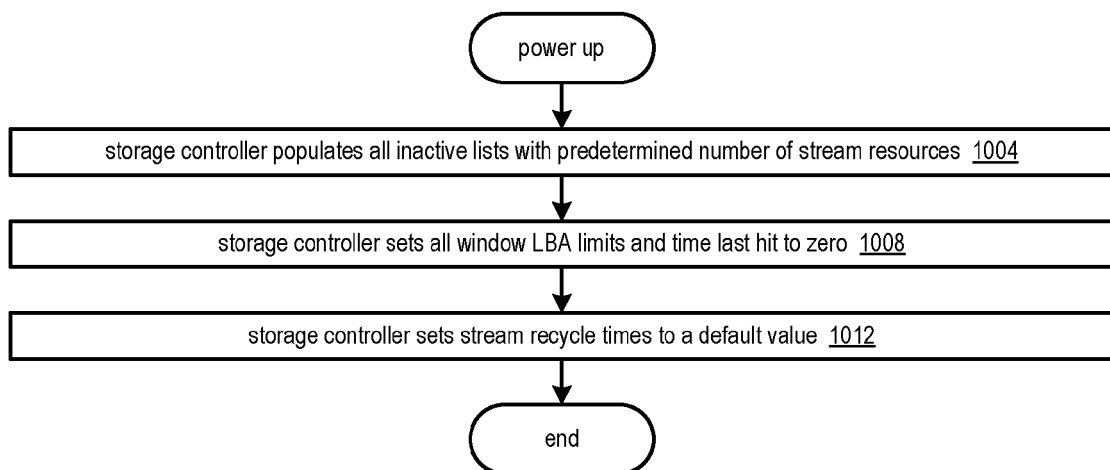 power up
storage controller populates all inactive lists with predetermined number of stream resources 1004
storage controller sets all window LBA limits and time last hit to zero 1008
storage controller sets stream recycle times to a default value 1012
end